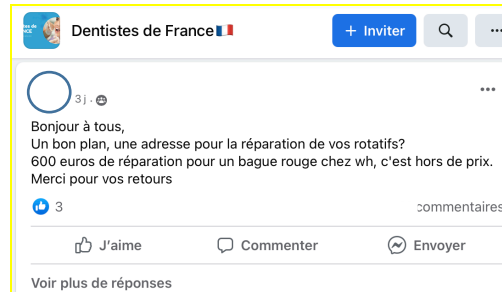 Dentistes de France🇫🇷
+ Inviter
3 j .
Bonjour à tous,
Un bon plan, une adresse pour la réparation de vos rotatifs?
600 euros de réparation pour un bague rouge chez wh, c'est hors de prix.
Merci pour vos retours
3
commentaires
J'aime
Commenter
Envoyer
Voir plus de réponses